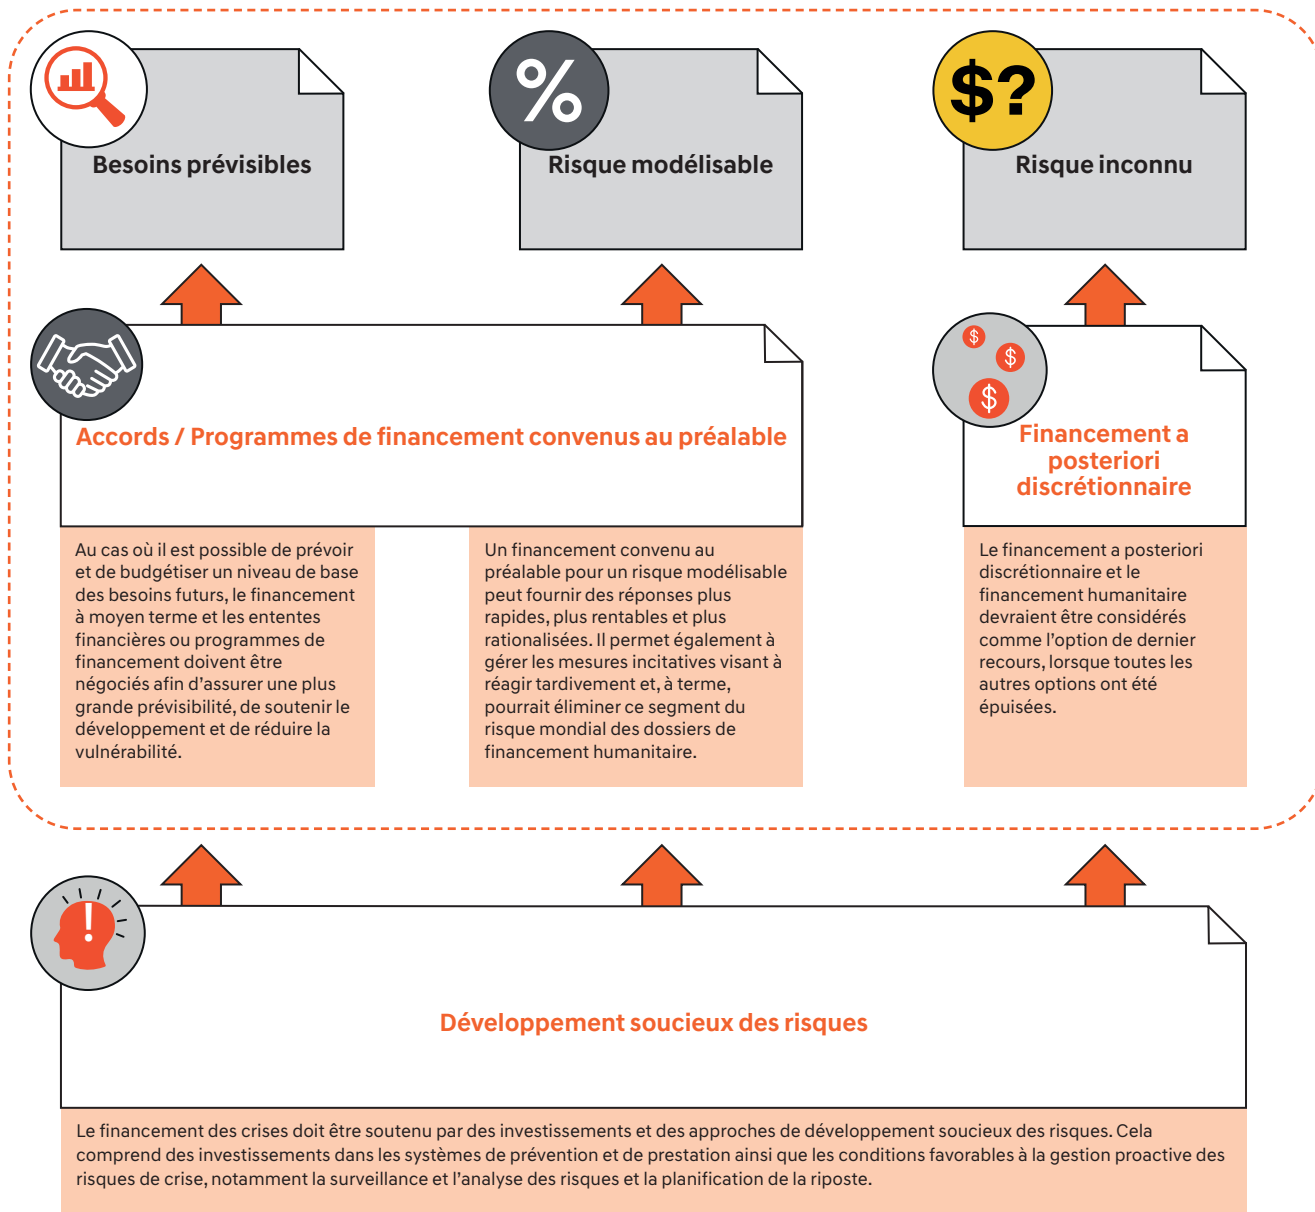 $?
%
Besoins prévisibles
Risque modélisable
Risque inconnu
$
$
$
Accords / Programmes de financement convenus au préalable
Financement a
posteriori
discrétionnaire
Au cas où il est possible de prévoir
et de budgétiser un niveau de base
des besoins futurs, le financement
à moyen terme et les ententes
financières ou programmes de
financement doivent être
négociés afin d'assurer une plus
grande prévisibilité, de soutenir le
développement et de réduire la
vulnérabilité.
Un financement convenu au
préalable pour un risque modélisable
peut fournir des réponses plus
rapides, plus rentables et plus
rationalisées. Il permet également à
gérer les mesures incitatives visant à
réagir tardivement et, à terme,
pourrait éliminer ce segment du
risque mondial des dossiers de
financement humanitaire.
Le financement a posteriori
discrétionnaire et le
financement humanitaire
devraient être considérés
comme l'option de dernier
recours, lorsque toutes les
autres options ont été
épuisées.
!
Développement soucieux des risques
Le financement des crises doit être soutenu par des investissements et des approches de développement soucieux des risques. Cela
comprend des investissements dans les systèmes de prévention et de prestation ainsi que les conditions favorables à la gestion proactive des
risques de crise, notamment la surveillance et l'analyse des risques et la planification de la riposte.